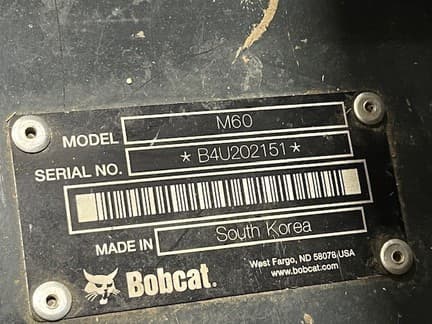 MODEL M60
SERIAL NO. *B4U202151*
MADE IN South Korea
Bobcat.
West Fargo, ND 58078 USA
www.bobcat.com